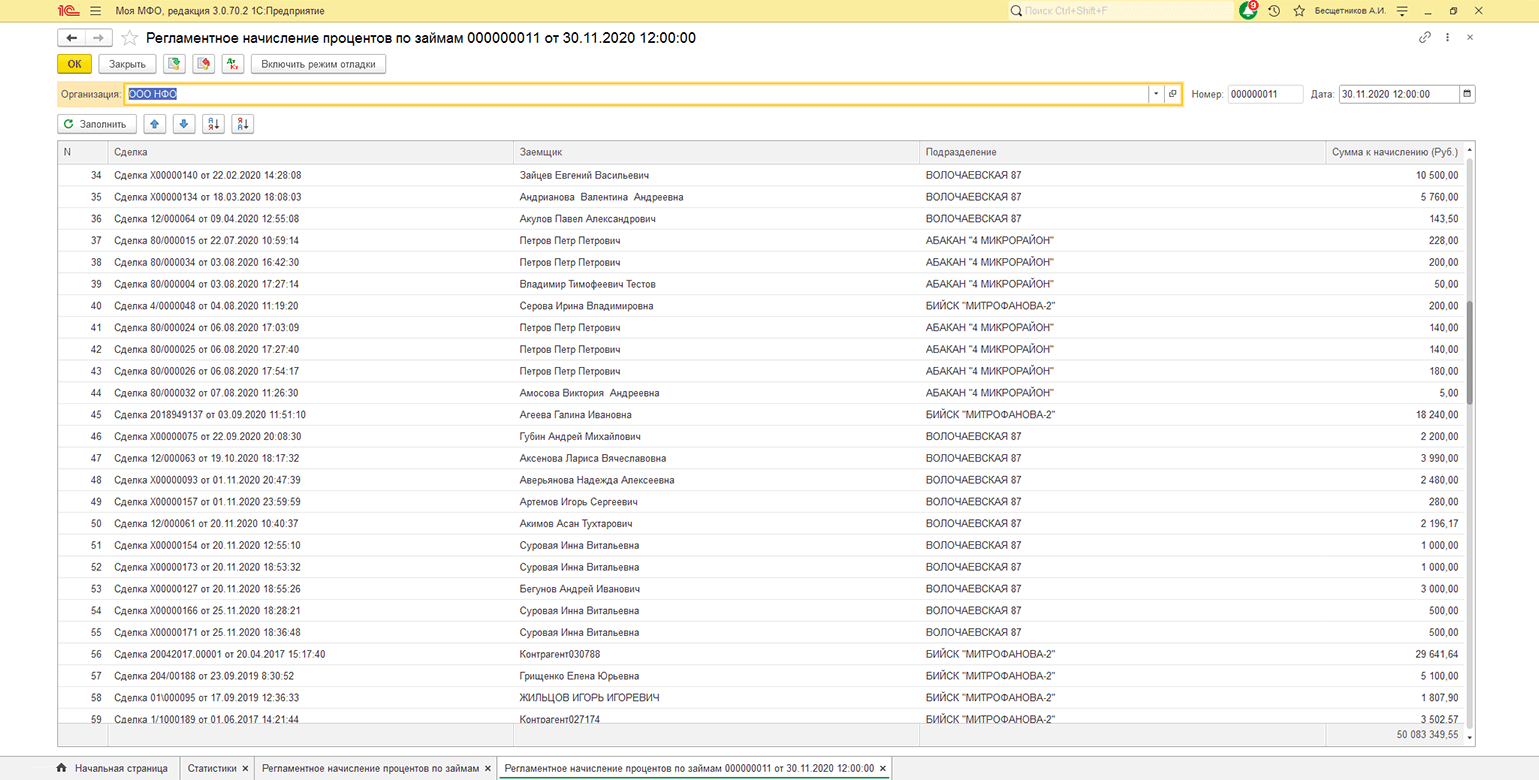 1С Моя МФО, редакция 3.0.70.2 1С:Предприятие Поиск Ctrl+Shift+F 9 Бесщетников А.И.
Регламентное начисление процентов по займам 000000011 от 30.11.2020 12:00:00
ОК Закрыть Дт Кт Включить режим отладки
Организация: ООО НФО Номер: 000000011 Дата: 30.11.2020 12:00:00
Заполнить А Я Я А
N Сделка Заемщик Подразделение Сумма к начислению (Руб.)
34 Сделка X00000140 от 22.02.2020 14:28:08 Зайцев Евгений Васильевич ВОЛОЧАЕВСКАЯ 87 10 500,00
35 Сделка X00000134 от 18.03.2020 18:08:03 Андрианова Валентина Андреевна ВОЛОЧАЕВСКАЯ 87 5 760,00
36 Сделка 12/000064 от 09.04.2020 12:55:08 Акулов Павел Александрович ВОЛОЧАЕВСКАЯ 87 143,50
37 Сделка 80/000015 от 22.07.2020 10:59:14 Петров Петр Петрович АБАКАН "4 МИКРОРАЙОН" 228,00
38 Сделка 80/000034 от 03.08.2020 16:42:30 Петров Петр Петрович АБАКАН "4 МИКРОРАЙОН" 200,00
39 Сделка 80/000004 от 03.08.2020 17:27:14 Владимир Тимофеевич Тестов АБАКАН "4 МИКРОРАЙОН" 50,00
40 Сделка 4/0000048 от 04.08.2020 11:19:20 Серова Ирина Владимировна БИЙСК "МИТРОФАНОВА-2" 200,00
41 Сделка 80/000024 от 06.08.2020 17:03:09 Петров Петр Петрович АБАКАН "4 МИКРОРАЙОН" 140,00
42 Сделка 80/000025 от 06.08.2020 17:27:40 Петров Петр Петрович АБАКАН "4 МИКРОРАЙОН" 140,00
43 Сделка 80/000026 от 06.08.2020 17:54:17 Петров Петр Петрович АБАКАН "4 МИКРОРАЙОН" 180,00
44 Сделка 80/000032 от 07.08.2020 11:26:30 Амосова Виктория Андреевна АБАКАН "4 МИКРОРАЙОН" 5,00
45 Сделка 2018949137 от 03.09.2020 11:51:10 Агеева Галина Ивановна БИЙСК "МИТРОФАНОВА-2" 18 240,00
46 Сделка X00000075 от 22.09.2020 20:08:30 Губин Андрей Михайлович ВОЛОЧАЕВСКАЯ 87 2 200,00
47 Сделка 12/000063 от 19.10.2020 18:17:32 Аксенова Лариса Вячеславовна ВОЛОЧАЕВСКАЯ 87 3 990,00
48 Сделка X00000093 от 01.11.2020 20:47:39 Аверьянова Надежда Алексеевна ВОЛОЧАЕВСКАЯ 87 2 480,00
49 Сделка X00000157 от 01.11.2020 23:59:59 Артемов Игорь Сергеевич ВОЛОЧАЕВСКАЯ 87 280,00
50 Сделка 12/000061 от 20.11.2020 10:40:37 Акимов Асан Тухтарович ВОЛОЧАЕВСКАЯ 87 2 196,17
51 Сделка X00000154 от 20.11.2020 12:55:10 Суровая Инна Витальевна ВОЛОЧАЕВСКАЯ 87 1 000,00
52 Сделка X00000173 от 20.11.2020 18:53:32 Суровая Инна Витальевна ВОЛОЧАЕВСКАЯ 87 1 000,00
53 Сделка X00000127 от 20.11.2020 18:55:26 Бегунов Андрей Иванович ВОЛОЧАЕВСКАЯ 87 3 000,00
54 Сделка X00000166 от 25.11.2020 18:28:21 Суровая Инна Витальевна ВОЛОЧАЕВСКАЯ 87 500,00
55 Сделка X00000171 от 25.11.2020 18:36:48 Суровая Инна Витальевна ВОЛОЧАЕВСКАЯ 87 500,00
56 Сделка 20042017.00001 от 20.04.2017 15:17:40 Контрагент030788 БИЙСК "МИТРОФАНОВА-2" 29 641,64
57 Сделка 204/00188 от 23.09.2019 8:30:52 Грищенко Елена Юрьевна БИЙСК "МИТРОФАНОВА-2" 5 100,00
58 Сделка 01\000095 от 17.09.2019 12:36:33 ЖИЛЬЦОВ ИГОРЬ ИГОРЕВИЧ БИЙСК "МИТРОФАНОВА-2" 1 807,90
59 Сделка 1/1000189 от 01.06.2017 14:21:44 Контрагент027174 БИЙСК "МИТРОФАНОВА-2" 3 502,57
50 083 349,55
Начальная страница Статистики Регламентное начисление процентов по займам Регламентное начисление процентов по займам 000000011 от 30.11.2020 12:00:00